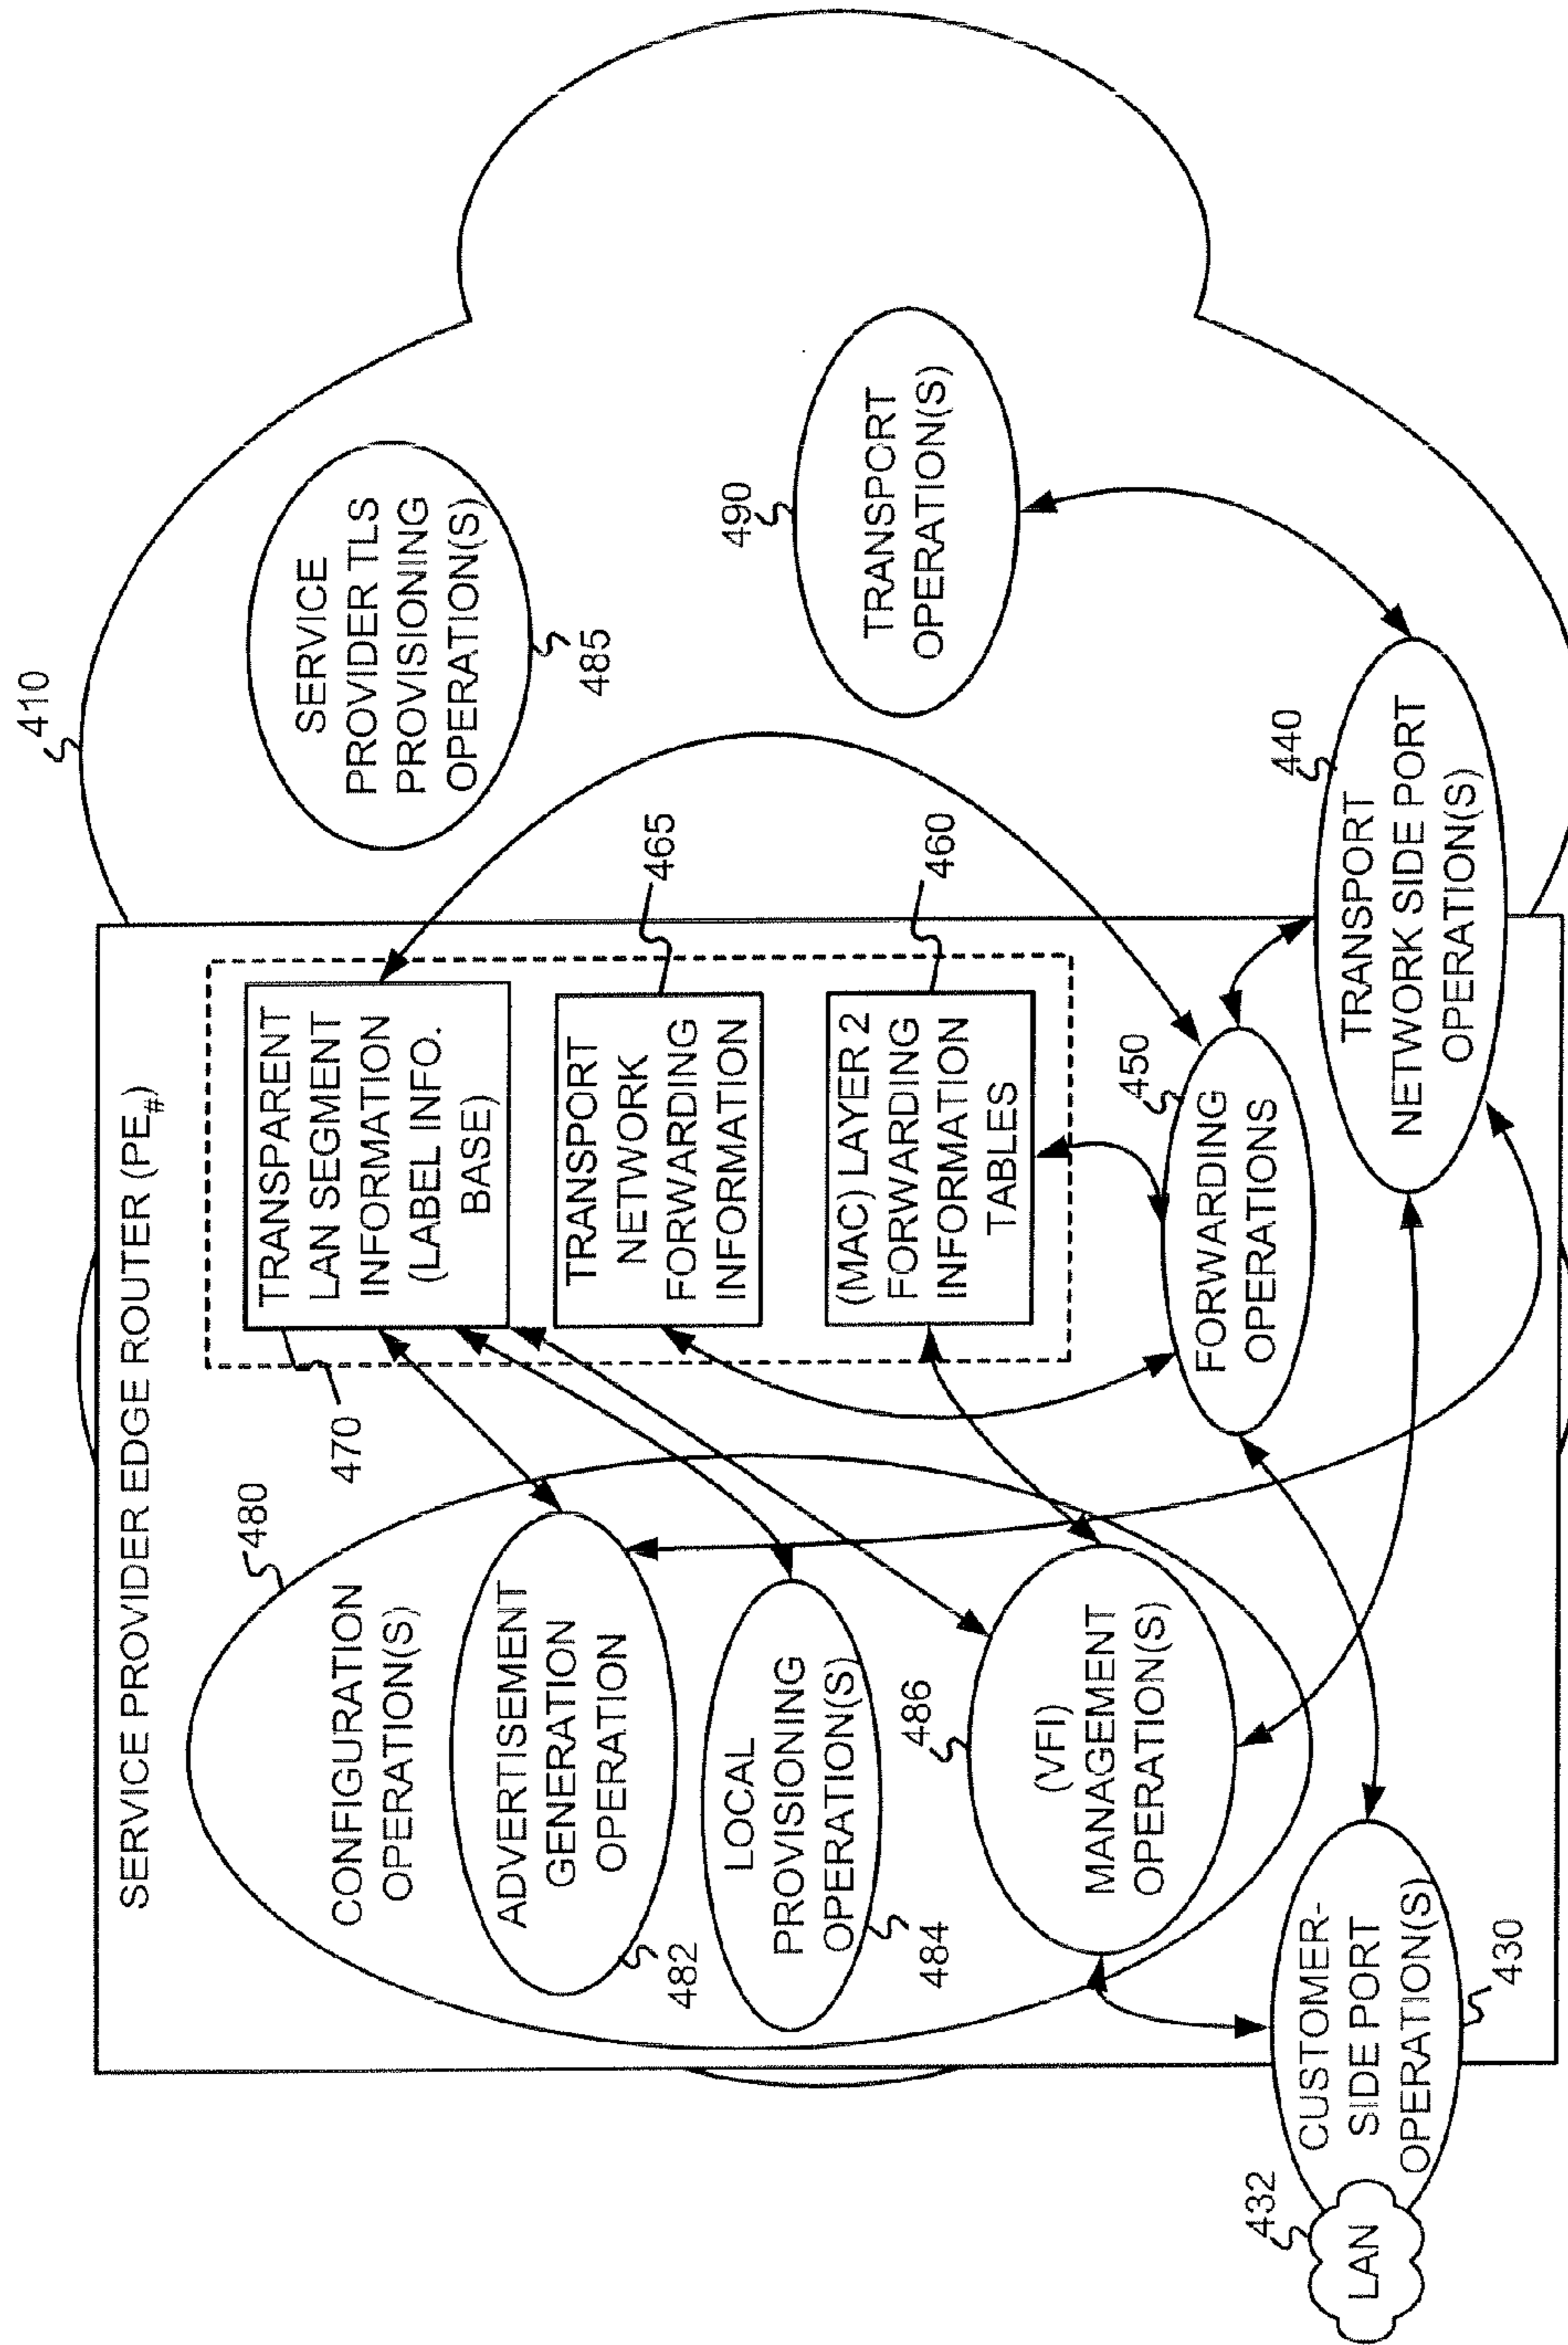 SERVICE PROVIDER EDGE ROUTER (PE#)
410
CONFIGURATION
OPERATION(S)
480
ADVERTISEMENT
GENERATION
OPERATION
482
LOCAL
PROVISIONING
OPERATION(S)
484
(VFI)
MANAGEMENT
OPERATION(S)
486
470
TRANSPARENT
LAN SEGMENT
INFORMATION
(LABEL INFO.
BASE)
TRANSPORT
NETWORK
FORWARDING
INFORMATION
465
(MAC) LAYER 2
FORWARDING
INFORMATION
TABLES
460
SERVICE
PROVIDER TLS
PROVISIONING
OPERATION(S)
485
490
TRANSPORT
OPERATION(S)
450
FORWARDING
OPERATIONS
440
TRANSPORT
NETWORK SIDE PORT
OPERATION(S)
432
LAN
CUSTOMER-
SIDE PORT
OPERATION(S)
430